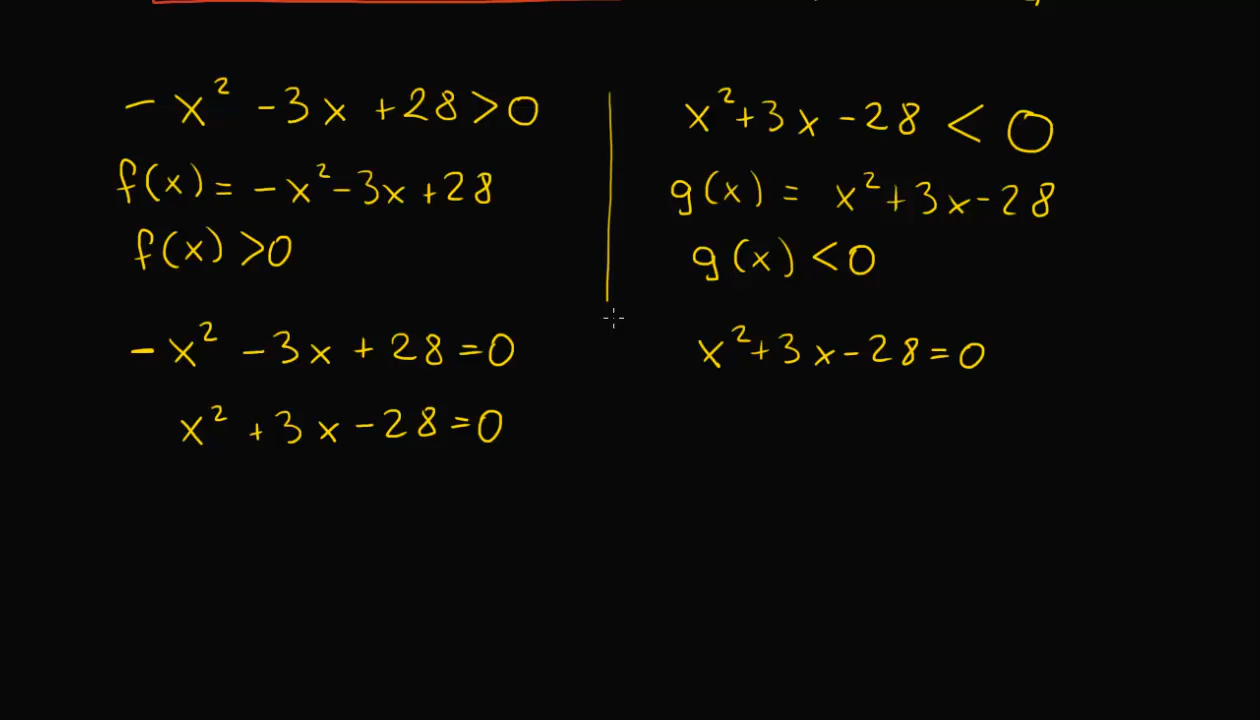 -x² -3x +28>0
f(x) = -x²-3x+28
f(x) >0
-x² -3x + 28=0
x² +3x-28=0
x²+3x-28 < 0
g(x) = x²+3x-28
g(x) <0
x²+3x-28=0